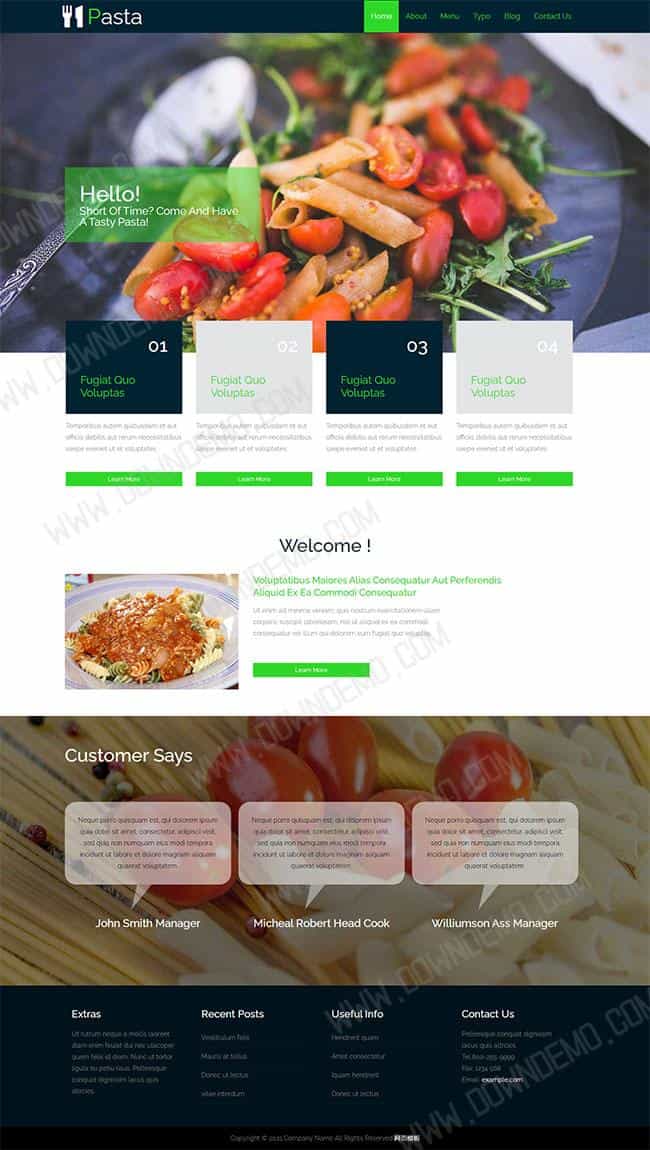 Pasta
Home About Menu Typo Blog Contact Us
Hello!
Short Of Time? Come And Have
A Tasty Pasta!
01
Fugiat Quo
Voluptas
Temporibus autem quibusdam et aut
officiis debitis aut rerum necessitatibus
saepe eveniet ut et voluptates
Learn More
02
Fugiat Quo
Voluptas
Temporibus autem quibusdam et aut
officiis debitis aut rerum necessitatibus
saepe eveniet ut et voluptates
Learn More
03
Fugiat Quo
Voluptas
Temporibus autem quibusdam et aut
officiis debitis aut rerum necessitatibus
saepe eveniet ut et voluptates
Learn More
04
Fugiat Quo
Voluptas
Temporibus autem quibusdam et aut
officiis debitis aut rerum necessitatibus
saepe eveniet ut et voluptates
Learn More
Welcome !
Voluptatibus Maiores Alias Consequatur Aut Perferendis
Aliquid Ex Ea Commodi Consequatur
Ut enim ad minima veniam, quis nostrum exercitationem ullam
corporis suscipit laboriosam, nisi ut aliquid ex ea commodi
consequatur vel illum qui dolorem eum fugiat quo voluptas
Learn More
Customer Says
Neque porro quisquam est, qui dolorem ipsum
quia dolor sit amet, consectetur, adipisci velit,
sed quia non numquam eius modi tempora
incidunt ut labore et dolore magnam aliquam
quaerat voluptatem
John Smith Manager
Neque porro quisquam est, qui dolorem ipsum
quia dolor sit amet, consectetur, adipisci velit,
sed quia non numquam eius modi tempora
incidunt ut labore et dolore magnam aliquam
quaerat voluptatem
Micheal Robert Head Cook
Neque porro quisquam est, qui dolorem ipsum
quia dolor sit amet, consectetur, adipisci velit,
sed quia non numquam eius modi tempora
incidunt ut labore et dolore magnam aliquam
quaerat voluptatem
Williumson Ass Manager
Extras
Ut rutrum neque a mollis laoreet
diam enim feuiat dui nec ulacoper
quam felis id diam. Nunc ut tortor
ligula eu petiu risus. Pellesque
conquat dignissim lacus quis
altrcies.
Recent Posts
Vestibulum felis
Mauris at tellus
Donec ut lectus
vitae interdum
Useful Info
Hendrerit quam
Amet consectetur
Iquam hendrerit
Donec ut lectus
Contact Us
Pellesque conquat dignissim
lacus quis altrcies.
Tel.800-255-9999
Fax: 1234 568
Email: example.com
Copyright © 2015 Company Name All Rights Reserved 网页模板
WWW.DOWNDEMO.COM